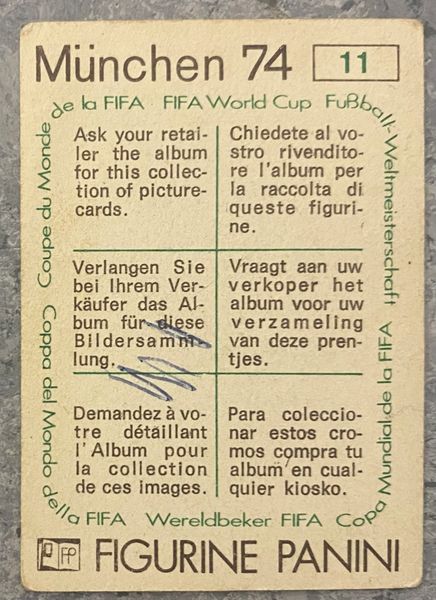 München 74
11
Coupe du Monde de la FIFA FIFA World Cup Fußball-Weltmeisterschaft
Ask your retai-
ler the album
for this collec-
tion of picture-
cards.
Chiedete al vo-
stro rivendito-
re l'album per
la raccolta di
queste figuri-
ne.
Verlangen Sie
bei Ihrem Ver-
käufer das Al-
bum für diese
Bildersamm-
lung.
Vraagt aan uw
verkoper het
album voor uw
verzameling
van deze pren-
tjes.
Demandez à vo-
tre détaillant
l'Album pour
la collection
de ces images.
Para coleccio-
nar estos cro-
mos compra tu
album en cual-
quier kiosko.
Coppa del Mondo della FIFA Wereldbeker FIFA Copa Mundial de la FIFA
FP
FIGURINE PANINI